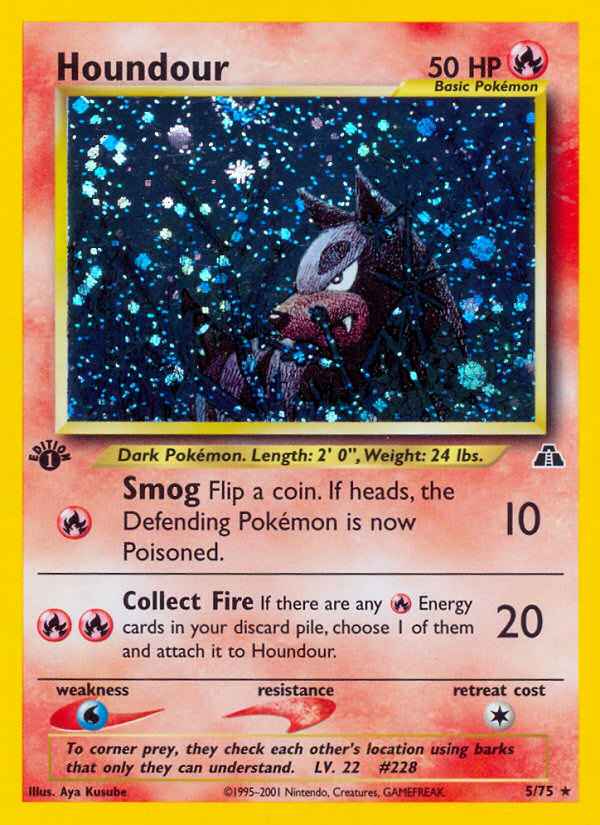 Houndour
50 HP
Basic Pokémon
EDITION
1
Dark Pokémon. Length: 2' 0", Weight: 24 lbs.
Smog Flip a coin. If heads, the
Defending Pokémon is now
Poisoned.
10
Collect Fire If there are any Energy
cards in your discard pile, choose 1 of them
and attach it to Houndour.
20
weakness
resistance
retreat cost
To corner prey, they check each other's location using barks
that only they can understand. LV. 22 #228
Illus. Aya Kusube
©1995-2001 Nintendo, Creatures, GAMEFREAK.
5/75 ★